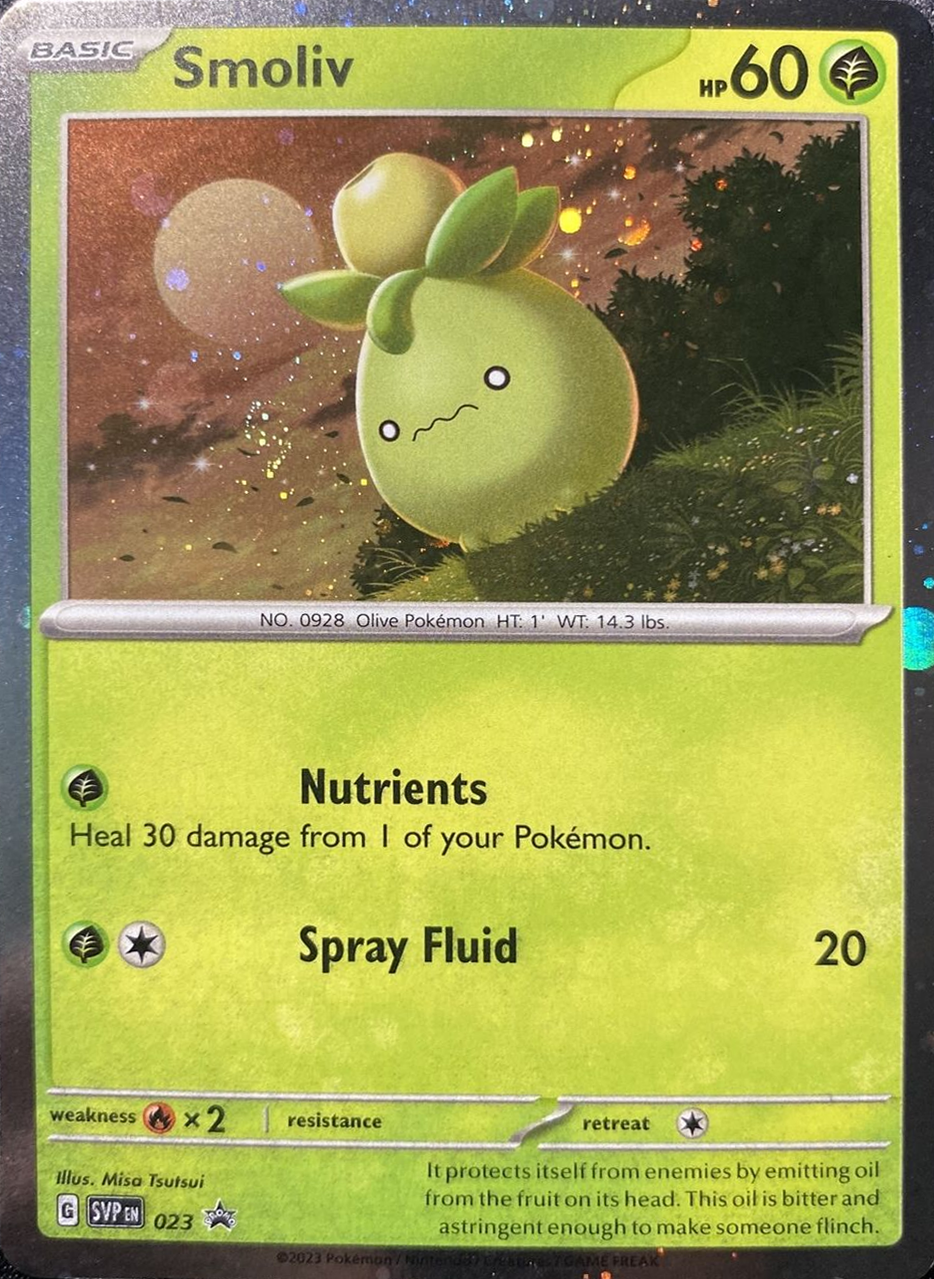 BASIC
Smoliv
HP 60
NO. 0928 Olive Pokémon HT: 1' WT: 14.3 lbs.
Nutrients
Heal 30 damage from 1 of your Pokémon.
Spray Fluid 20
weakness ×2 resistance retreat
Illus. Misa Tsutsui
G SVP EN 023 PROMO
It protects itself from enemies by emitting oil
from the fruit on its head. This oil is bitter and
astringent enough to make someone flinch.
©2023 Pokémon / Nintendo / Creatures / GAME FREAK